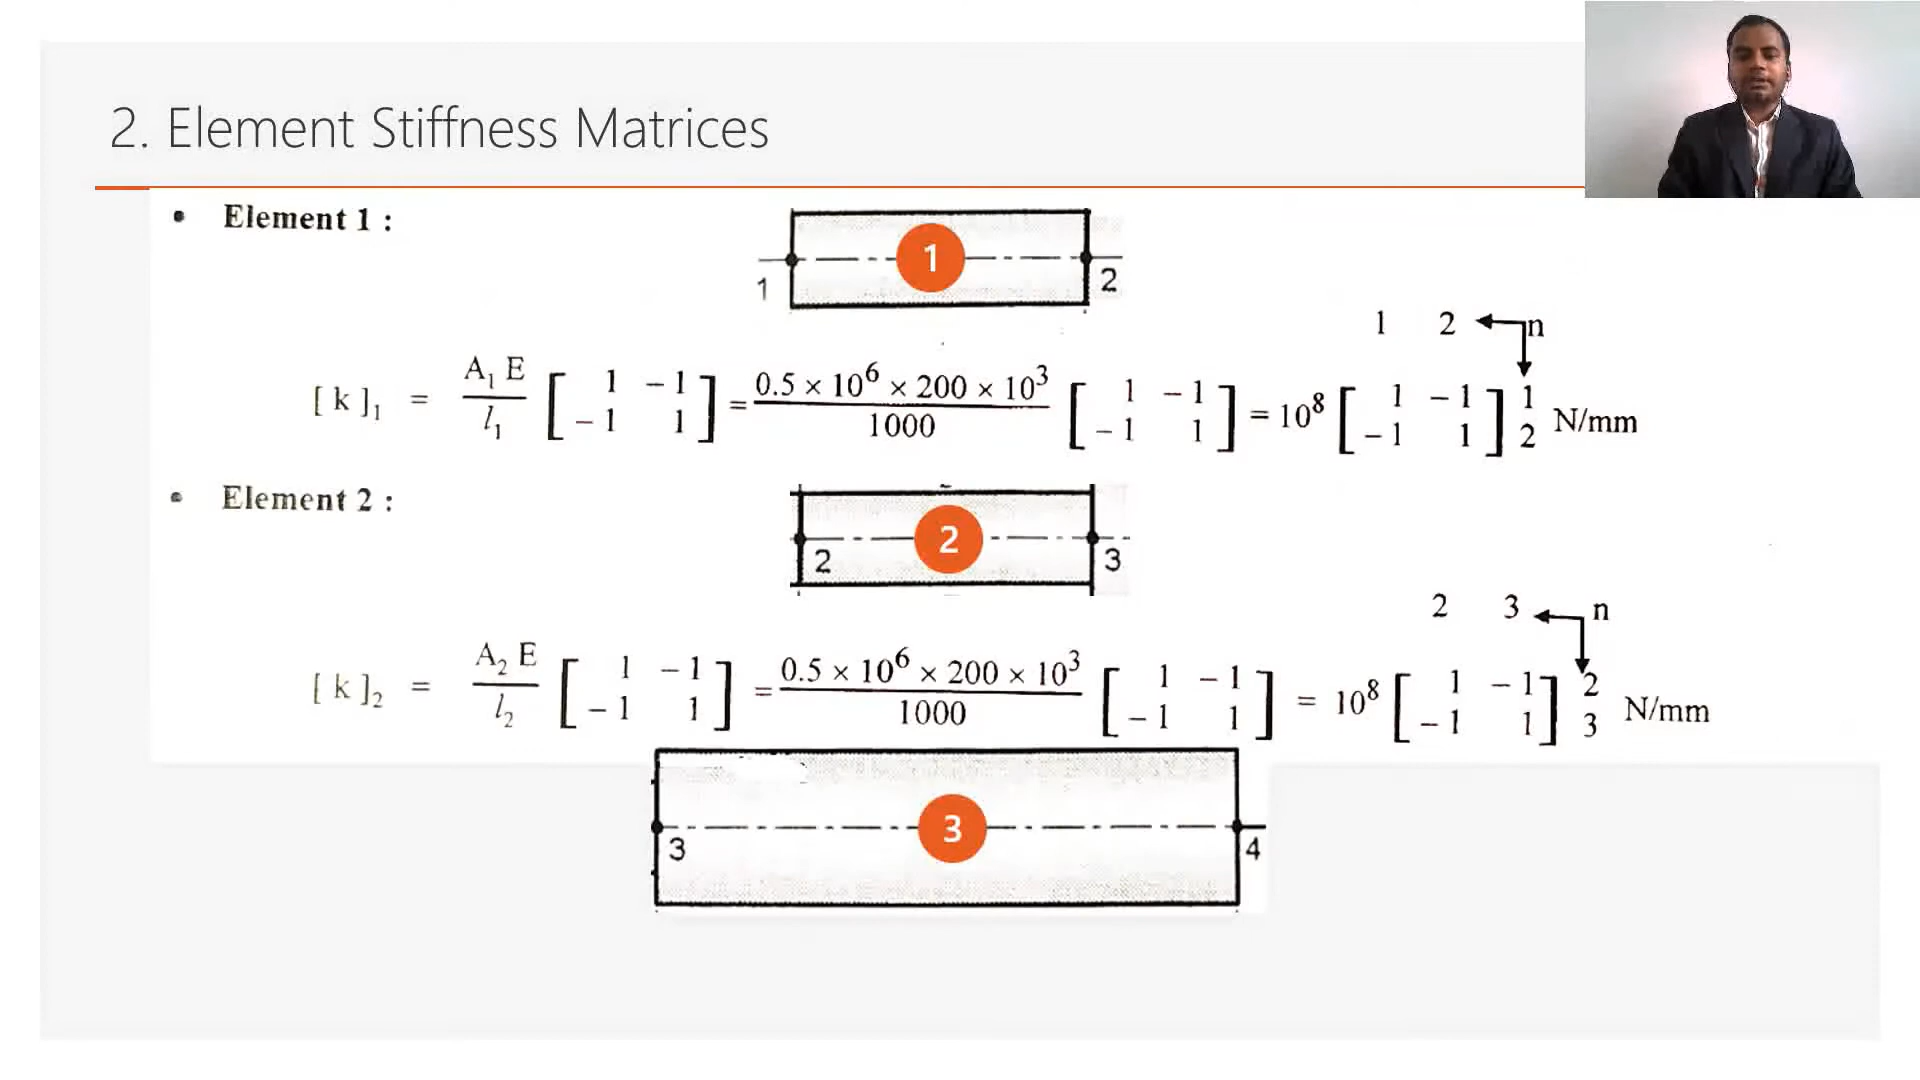 2. Element Stiffness Matrices
• Element 1 :
1
1
2
1 2 n
[ k ]₁ = A₁ E / l₁ [ 1 −1 −1 1 ] = 0.5 × 10⁶ × 200 × 10³ / 1000 [ 1 −1 −1 1 ] = 10⁸ [ 1 −1 −1 1 ] 1 2 N/mm
• Element 2 :
2
2
3
2 3 n
[ k ]₂ = A₂ E / l₂ [ 1 −1 −1 1 ] = 0.5 × 10⁶ × 200 × 10³ / 1000 [ 1 −1 −1 1 ] = 10⁸ [ 1 −1 −1 1 ] 2 3 N/mm
3
3
4